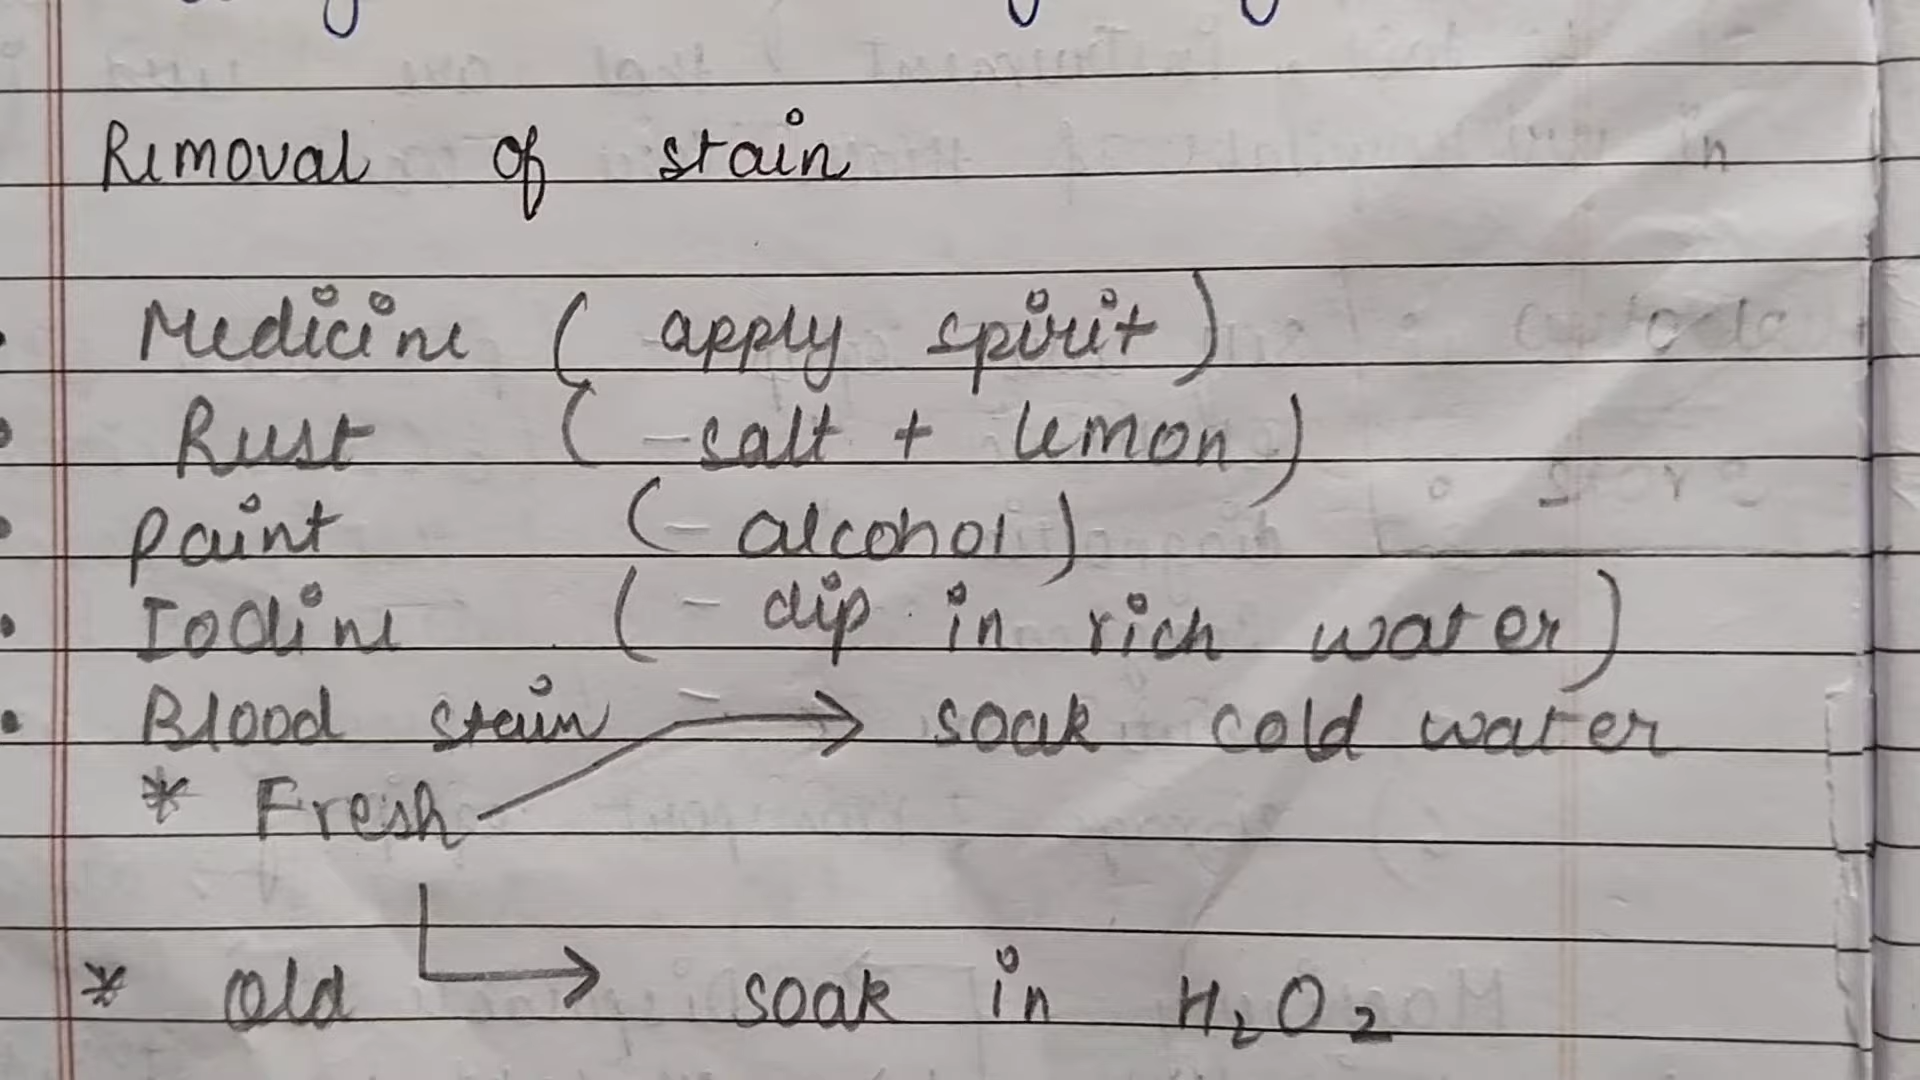 Removal of stain
• Medicine ( apply spirit )
• Rust ( - salt + lemon )
• Paint ( - alcohol )
• Iodine ( - dip in rich water )
• Blood stain → soak cold water
* Fresh
* Old → soak in H₂O₂